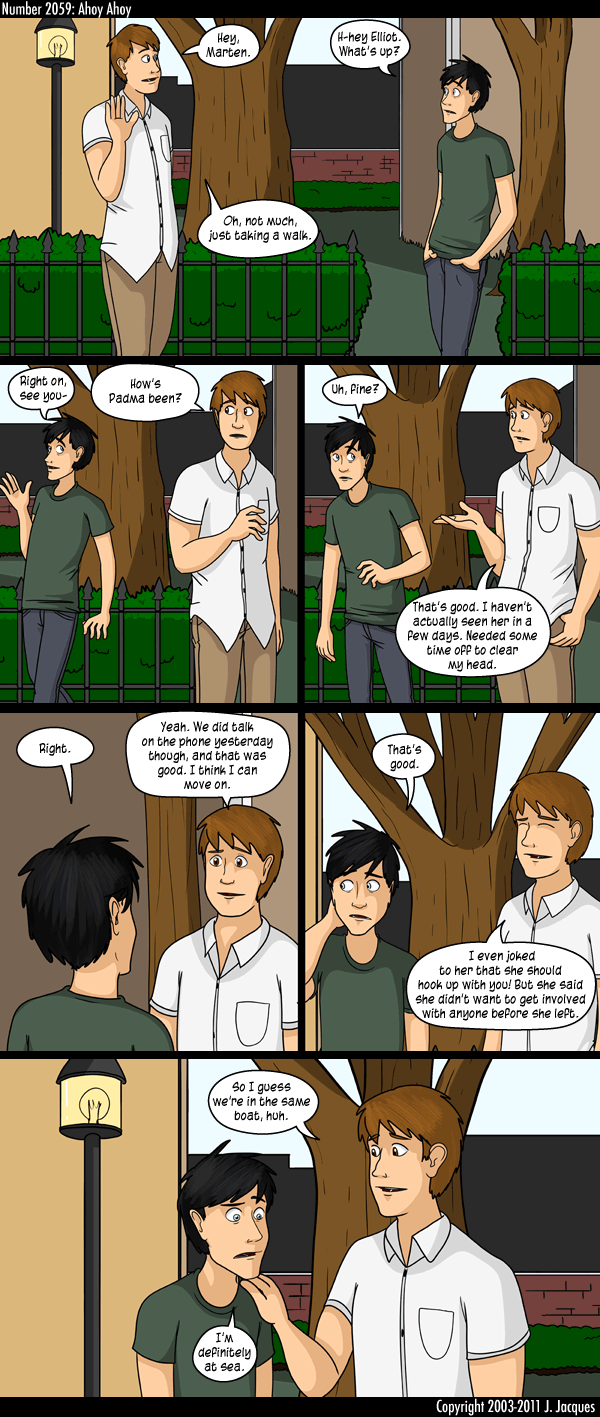 Number 2059: Ahoy Ahoy
Hey,
Marten.
H-hey Elliot.
What's up?
Oh, not much,
just taking a walk.
Right on,
see you-
How's
Padma been?
Uh, fine?
That's good. I haven't
actually seen her in a
few days. Needed some
time off to clear
my head.
Right.
Yeah. We did talk
on the phone yesterday
though, and that was
good. I think I can
move on.
That's
good.
I even joked
to her that she should
hook up with you! But she said
she didn't want to get involved
with anyone before she left.
So I guess
we're in the same
boat, huh.
I'm
definitely
at sea.
Copyright 2003-2011 J. Jacques